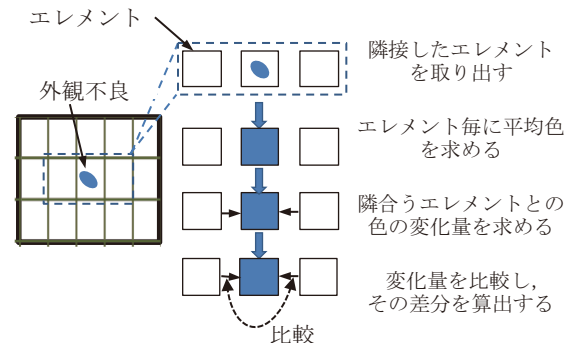 エレメント
隣接したエレメント
を取り出す
外観不良
エレメント毎に平均色
を求める
隣合うエレメントとの
色の変化量を求める
変化量を比較し,
その差分を算出する
比較